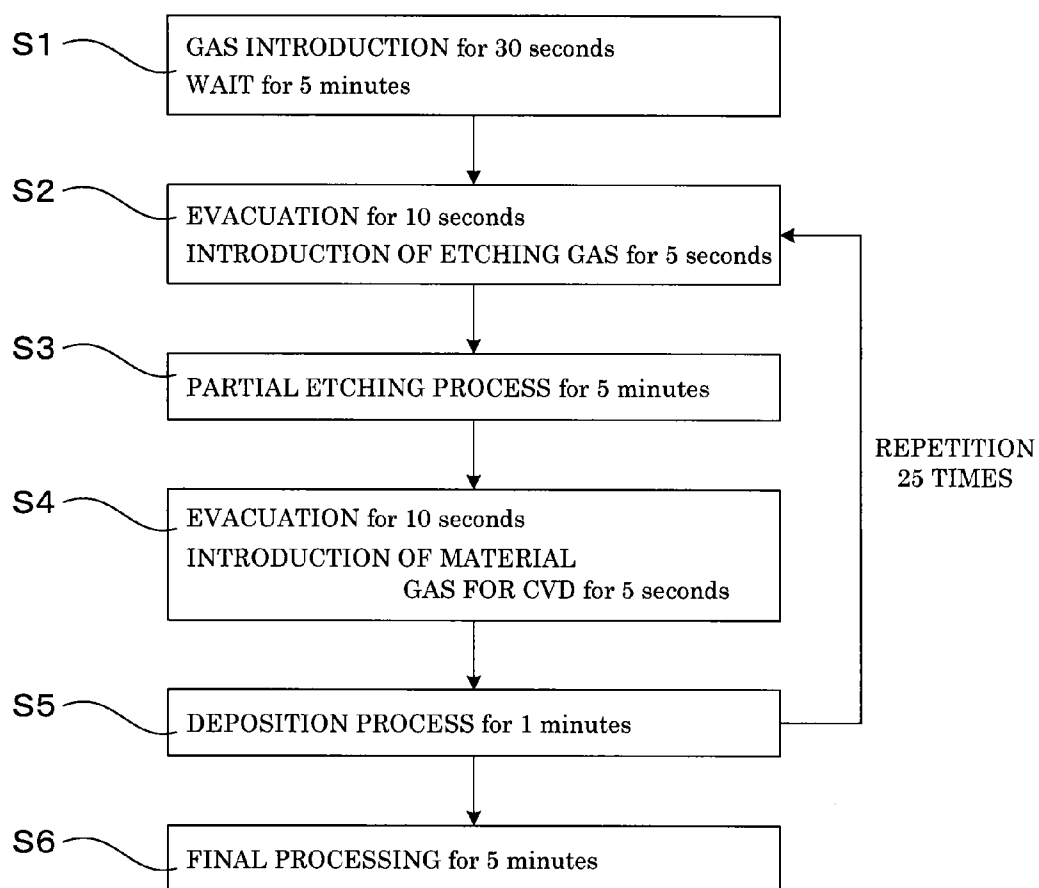 S1
GAS INTRODUCTION for 30 seconds
WAIT for 5 minutes
S2
EVACUATION for 10 seconds
INTRODUCTION OF ETCHING GAS for 5 seconds
S3
PARTIAL ETCHING PROCESS for 5 minutes
REPETITION
25 TIMES
S4
EVACUATION for 10 seconds
INTRODUCTION OF MATERIAL
GAS FOR CVD for 5 seconds
S5
DEPOSITION PROCESS for 1 minutes
S6
FINAL PROCESSING for 5 minutes